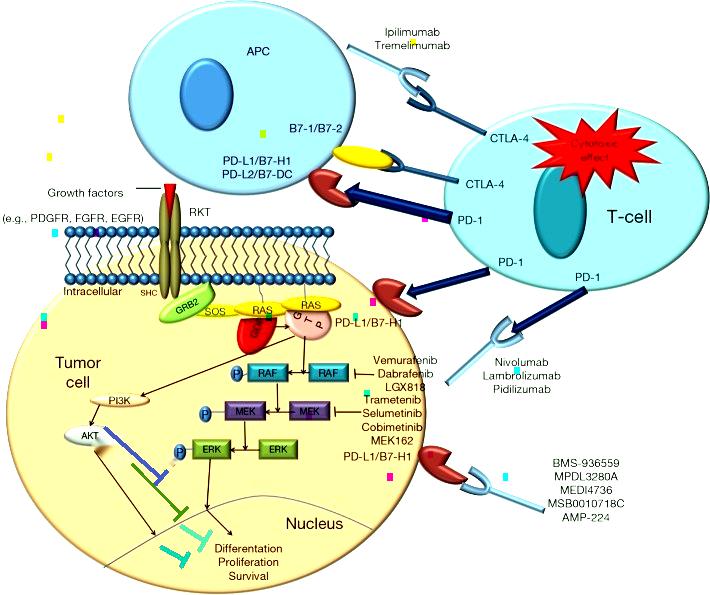 Ipilimumab
Tremelimumab
APC
B7-1/B7-2
CTLA-4
Cytotoxic
effect
PD-L1/B7-H1
PD-L2/B7-DC
CTLA-4
Growth factors
RKT
(e.g., PDGFR, FGFR, EGFR)
PD-1
T-cell
PD-1
PD-1
Intracellular
SHC
GRB2
SOS
RAS
RAS
GTP
PD-L1/B7-H1
Tumor
cell
Vemurafenib
Dabrafenib
LGX818
P
RAF
RAF
Nivolumab
Lambrolizumab
Pidilizumab
PI3K
Trametenib
Selumetinib
Cobimetinib
MEK162
P
MEK
MEK
AKT
P
ERK
ERK
PD-L1/B7-H1
BMS-936559
MPDL3280A
MEDI4736
MSB0010718C
AMP-224
Nucleus
Differentation
Proliferation
Survival